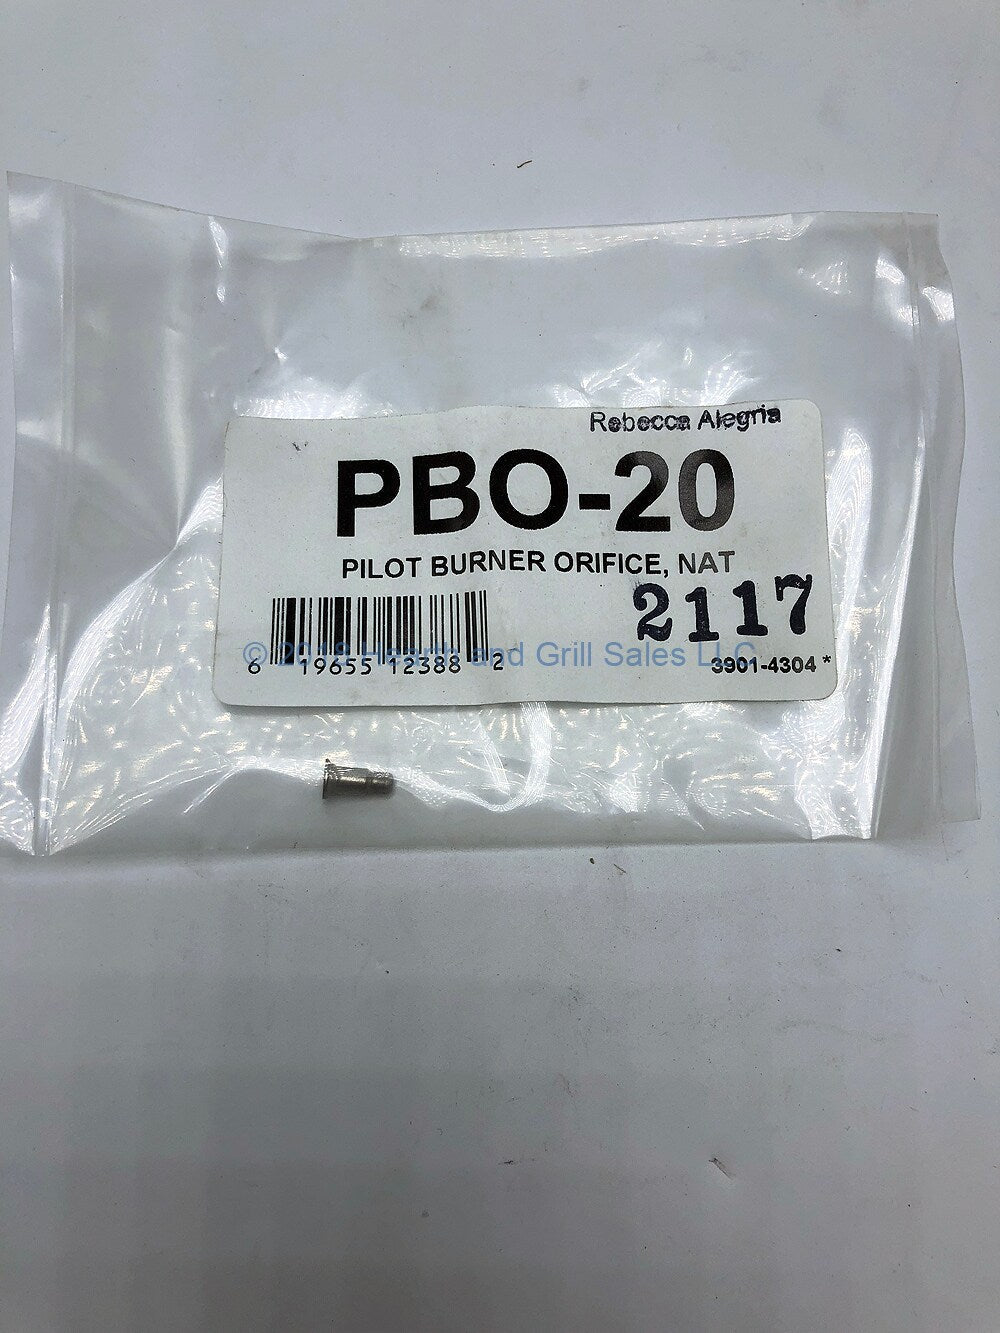 Rebecca Alegria
PBO-20
PILOT BURNER ORIFICE, NAT
2117
© 2018 Hearth and Grill Sales LLC
6 19655 12388 2
3901-4304 *